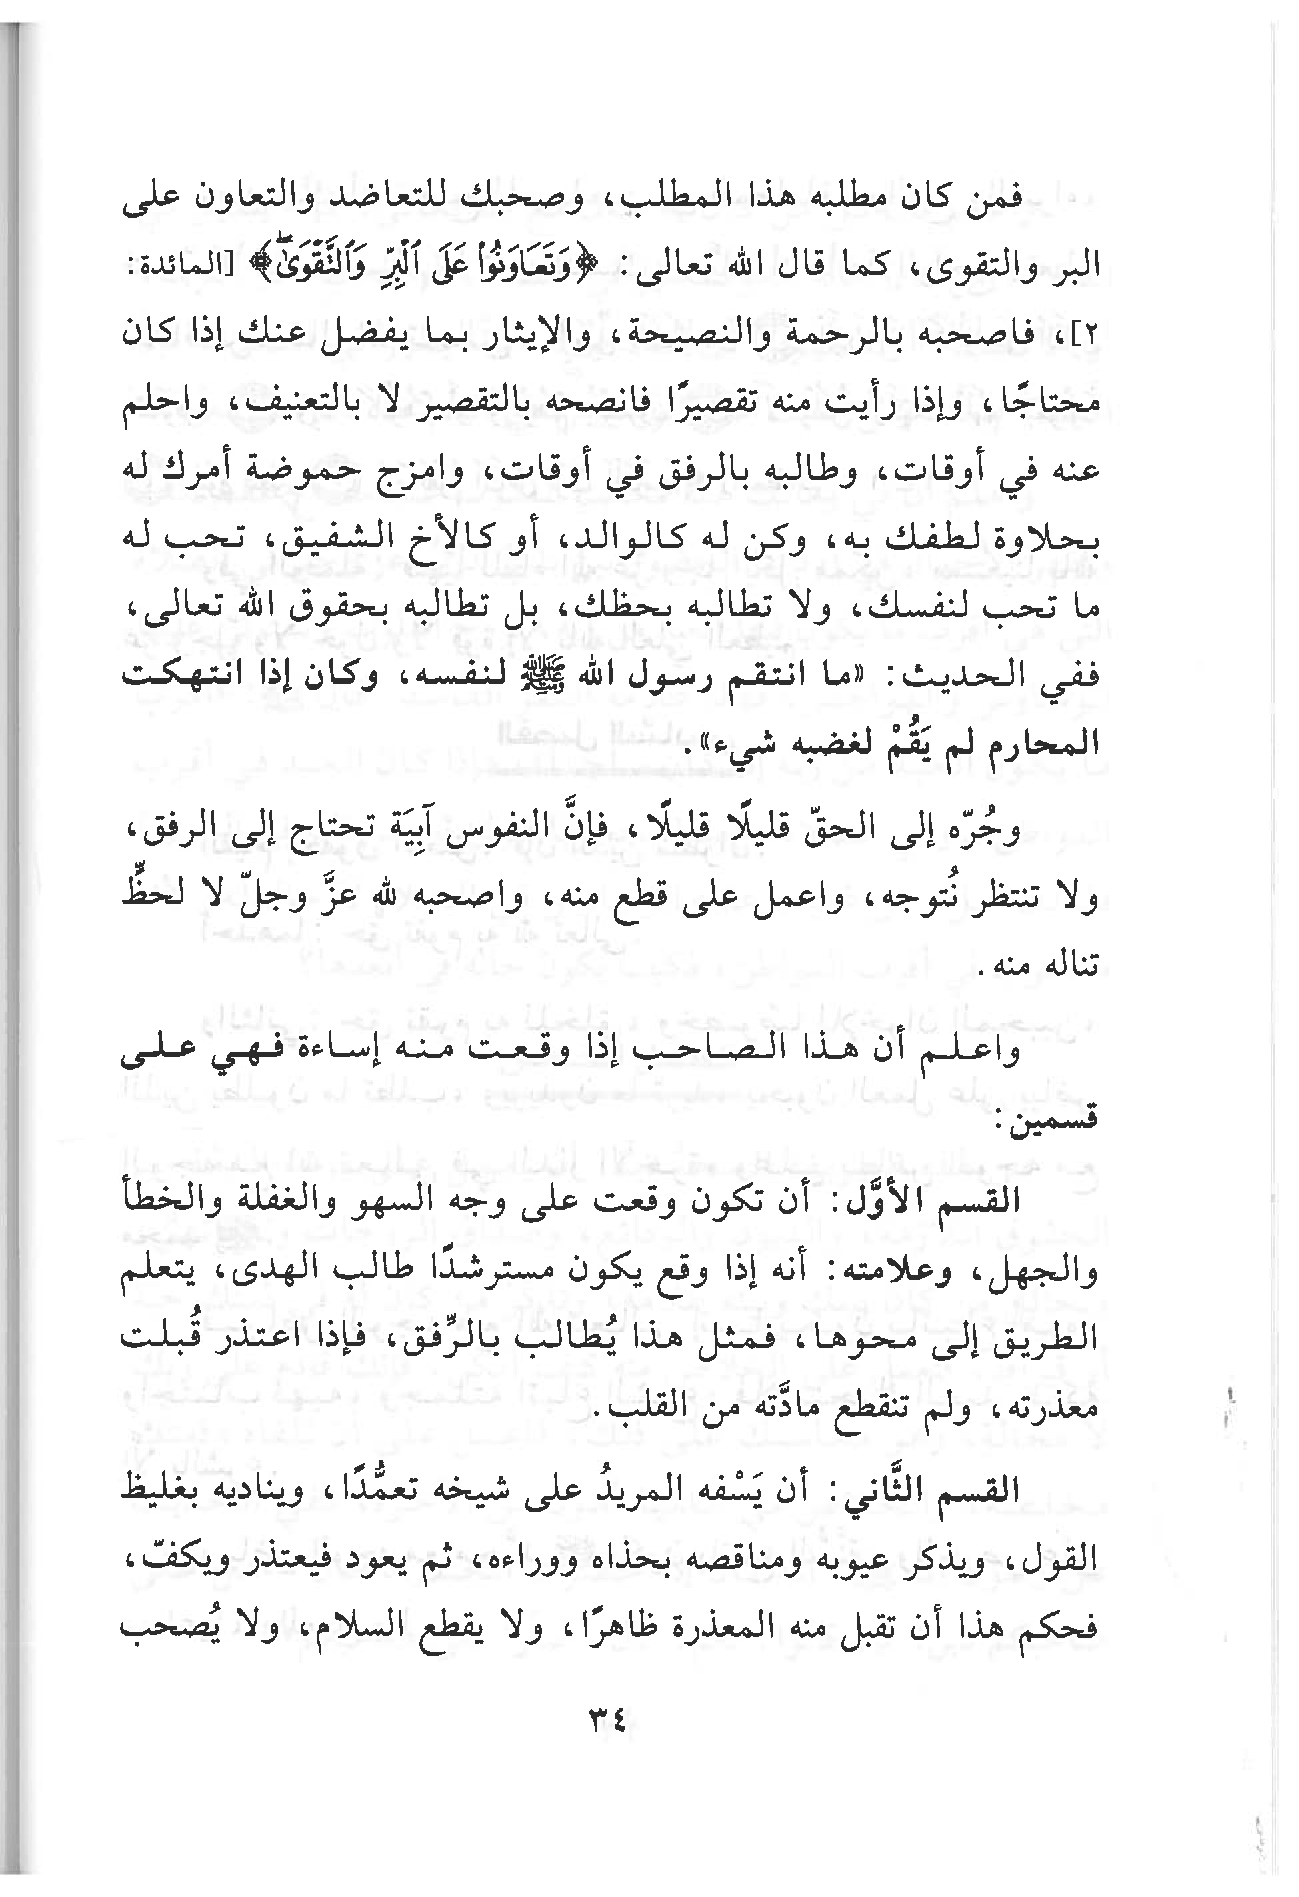 فمن كان مطلبه هذا المطلب، وصحبك للتعاضد والتعاون على
البر والتقوى، كما قال الله تعالى: ﴿وَتَعَاوَنُوا۟ عَلَى ٱلْبِرِّ وَٱلتَّقْوَىٰۖ﴾ [المائدة:
٢]، فاصحبه بالرحمة والنصيحة، والإيثار بما يفضل عنك إذا كان
محتاجًا، وإذا رأيت منه تقصيرًا فانصحه بالتقصير لا بالتعنيف، واحلم
عنه في أوقات، وطالبه بالرفق في أوقات، وامزج حموضة أمرك له
بحلاوة لطفك به، وكن له كالوالد، أو كالأخ الشفيق، تحب له
ما تحب لنفسك، ولا تطالبه بحظك، بل تطالبه بحقوق الله تعالى،
ففي الحديث: «ما انتقم رسول الله ﷺ لنفسه، وكان إذا انتهكت
المحارم لم يَقُمْ لغضبه شيء».
وجُرّه إلى الحقّ قليلًا قليلًا، فإنَّ النفوس آبِيَة تحتاج إلى الرفق،
ولا تنتظر نُتوجه، واعمل على قطع منه، واصحبه لله عزَّ وجلّ لا لحظٍّ
تناله منه.
واعلم أن هذا الصاحب إذا وقعت منه إساءة فهي على
قسمين:
القسم الأوَّل: أن تكون وقعت على وجه السهو والغفلة والخطأ
والجهل، وعلامته: أنه إذا وقع يكون مسترشدًا طالب الهدى، يتعلم
الطريق إلى محوها، فمثل هذا يُطالب بالرِّفق، فإذا اعتذر قُبلت
معذرته، ولم تنقطع مادَّته من القلب.
القسم الثَّاني: أن يَسْفه المريدُ على شيخه تعمُّدًا، ويناديه بغليظ
القول، ويذكر عيوبه ومناقصه بحذاه ووراءه، ثم يعود فيعتذر ويكفّ،
فحكم هذا أن تقبل منه المعذرة ظاهرًا، ولا يقطع السلام، ولا يُصحب
٣٤